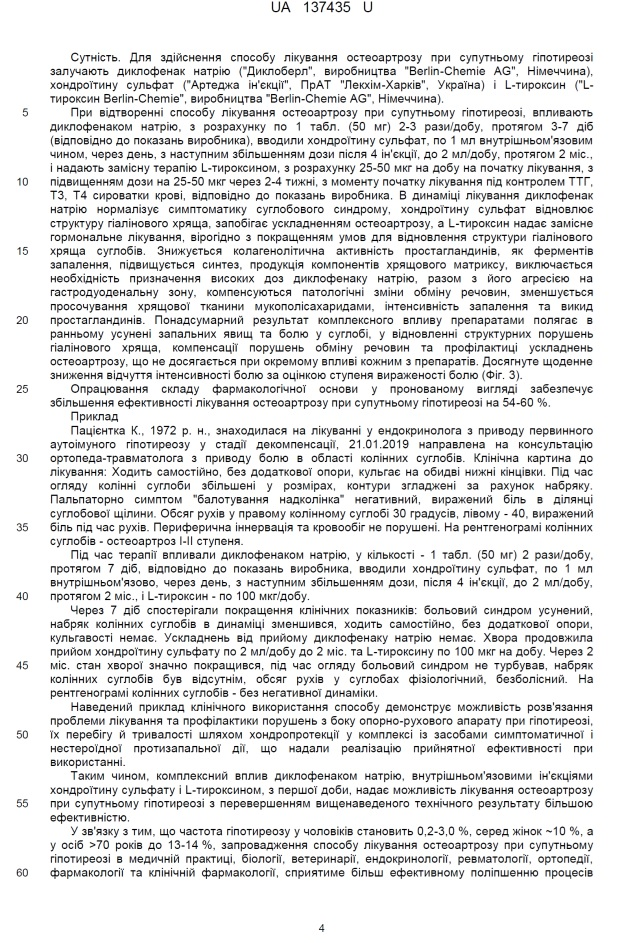 UA 137435 U
Сутність. Для здійснення способу лікування остеоартрозу при супутньому гіпотиреозі
залучають диклофенак натрію ("Диклоберл", виробництва "Berlin-Chemie AG", Німеччина),
хондроїтину сульфат ("Артеджа ін'єкції", ПрАТ "Лекхім-Харків", Україна) і L-тироксин ("L-
тироксин Berlin-Chemie", виробництва "Berlin-Chemie AG", Німеччина).
5 При відтворенні способу лікування остеоартрозу при супутньому гіпотиреозі, впливають
диклофенаком натрію, з розрахунку по 1 табл. (50 мг) 2-3 рази/добу, протягом 3-7 діб
(відповідно до показань виробника), вводили хондроїтину сульфат, по 1 мл внутрішньом'язовим
чином, через день, з наступним збільшенням дози після 4 ін'єкції, до 2 мл/добу, протягом 2 міс.,
і надають замісну терапію L-тироксином, з розрахунку 25-50 мкг на добу на початку лікування, з
10 підвищенням дози на 25-50 мкг через 2-4 тижні, з моменту початку лікування під контролем ТТГ,
Т3, Т4 сироватки крові, відповідно до показань виробника. В динаміці лікування диклофенак
натрію нормалізує симптоматику суглобового синдрому, хондроїтину сульфат відновлює
структуру гіалінового хряща, запобігає ускладненням остеоартрозу, а L-тироксин надає замісне
гормональне лікування, вірогідно з покращенням умов для відновлення структури гіалінового
15 хряща суглобів. Знижується колагенолітична активність простагландинів, як ферментів
запалення, підвищується синтез, продукція компонентів хрящового матриксу, виключається
необхідність призначення високих доз диклофенаку натрію, разом з його агресією на
гастродуоденальну зону, компенсуються патологічні зміни обміну речовин, зменшується
просочування хрящової тканини мукополісахаридами, інтенсивність запалення та викид
20 простагландинів. Понадсумарний результат комплексного впливу препаратами полягає в
ранньому усунені запальних явищ та болю у суглобі, у відновленні структурних порушень
гіалінового хряща, компенсації порушень обміну речовин та профілактиці ускладнень
остеоартрозу, що не досягається при окремому впливі кожним з препаратів. Досягнуте щоденне
зниження відчуття інтенсивності болю за оцінкою ступеня вираженості болю (Фіг. 3).
25 Опрацювання складу фармакологічної основи у пронованому вигляді забезпечує
збільшення ефективності лікування остеоартрозу при супутньому гіпотиреозі на 54-60 %.
Приклад
Пацієнтка К., 1972 р. н., знаходилась на лікуванні у ендокринолога з приводу первинного
аутоімуного гіпотиреозу у стадії декомпенсації, 21.01.2019 направлена на консультацію
30 ортопеда-травматолога з приводу болю в області колінних суглобів. Клінічна картина до
лікування: Ходить самостійно, без додаткової опори, кульгає на обидві нижні кінцівки. Під час
огляду колінні суглоби збільшені у розмірах, контури згладжені за рахунок набряку.
Пальпаторно симптом "балотування надколінка" негативний, виражений біль в ділянці
суглобової щілини. Обсяг рухів у правому колінному суглобі 30 градусів, лівому - 40, виражений
35 біль під час рухів. Периферична іннервація та кровообіг не порушені. На рентгенограмі колінних
суглобів - остеоартроз І-ІІ ступеня.
Під час терапії впливали диклофенаком натрію, у кількості - 1 табл. (50 мг) 2 рази/добу,
протягом 7 діб, відповідно до показань виробника, вводили хондроїтину сульфат, по 1 мл
внутрішньом'язово, через день, з наступним збільшенням дози, після 4 ін'єкції, до 2 мл/добу,
40 протягом 2 міс., і L-тироксин - по 100 мкг/добу.
Через 7 діб спостерігали покращення клінічних показників: больовий синдром усунений,
набряк колінних суглобів в динаміці зменшився, ходить самостійно, без додаткової опори,
кульгавості немає. Ускладнень від прийому диклофенаку натрію немає. Хвора продовжила
прийом хондроїтину сульфату по 2 мл/добу до 2 міс. та L-тироксину по 100 мкг на добу. Через 2
45 міс. стан хворої значно покращився, під час огляду больовий синдром не турбував, набряк
колінних суглобів був відсутнім, обсяг рухів у суглобах фізіологічний, безболісний. На
рентгенограмі колінних суглобів - без негативної динаміки.
Наведений приклад клінічного використання способу демонструє можливість розв'язання
проблеми лікування та профілактики порушень з боку опорно-рухового апарату при гіпотиреозі,
50 їх перебігу й тривалості шляхом хондропротекції у комплексі із засобами симптоматичної і
нестероїдної протизапальної дії, що надали реалізацію прийнятної ефективності при
використанні.
Таким чином, комплексний вплив диклофенаком натрію, внутрішньом'язовими ін'єкціями
хондроїтину сульфату і L-тироксином, з першої доби, надає можливість лікування остеоартрозу
55 при супутньому гіпотиреозі з перевершенням вищенаведеного технічного результату більшою
ефективністю.
У зв'язку з тим, що частота гіпотиреозу у чоловіків становить 0,2-3,0 %, серед жінок ~10 %, а
у осіб >70 років до 13-14 %, запровадження способу лікування остеоартрозу при супутньому
гіпотиреозі в медичній практиці, біології, ветеринарії, ендокринології, ревматології, ортопедії,
60 фармакології та клінічній фармакології, сприятиме більш ефективному поліпшенню процесів
4